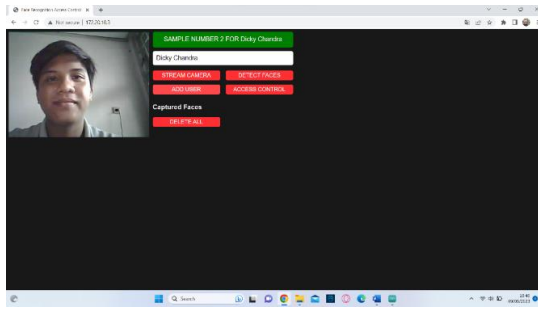 Face Recognition Access Control
Not secure | 172.20.10.3
SAMPLE NUMBER 2 FOR Dicky Chandra
Dicky Chandra
STREAM CAMERA DETECT FACES
ADD USER ACCESS CONTROL
Captured Faces
DELETE ALL
Search